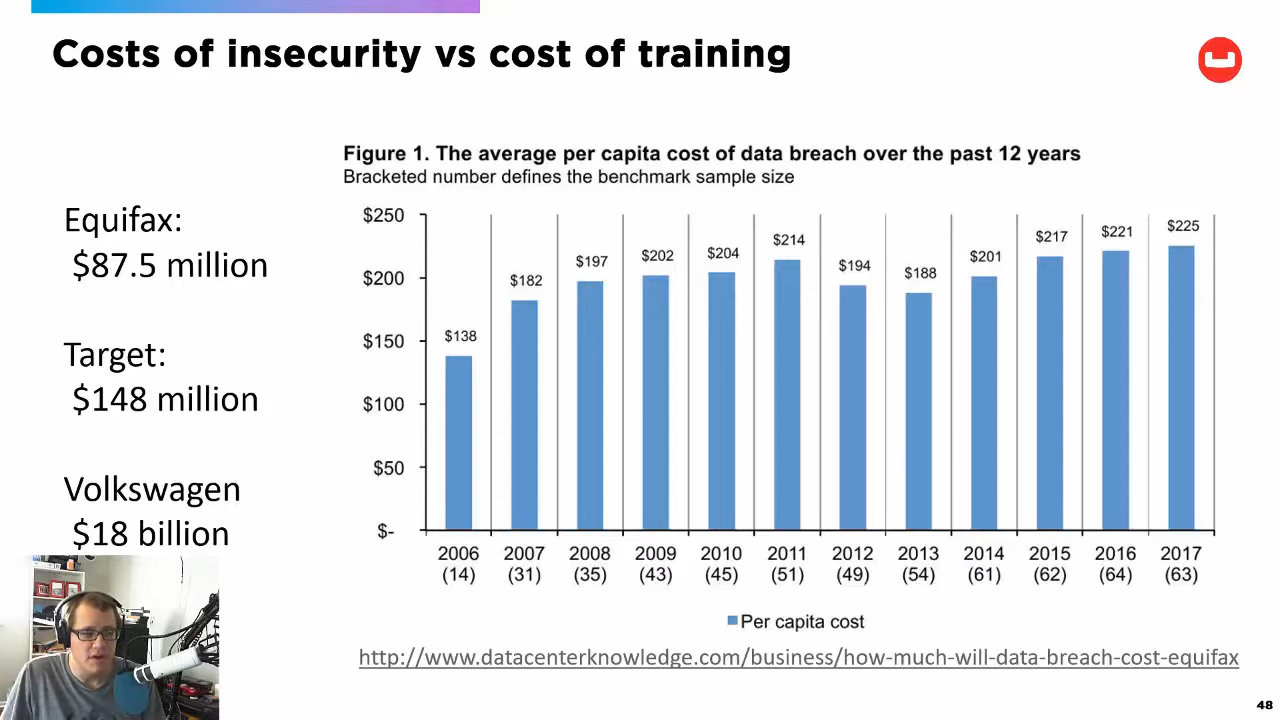 Costs of insecurity vs cost of training
Equifax:
$87.5 million
Target:
$148 million
Volkswagen
$18 billion
Figure 1. The average per capita cost of data breach over the past 12 years
Bracketed number defines the benchmark sample size
$250
$200
$150
$100
$50
$-
$138
$182
$197
$202
$204
$214
$194
$188
$201
$217
$221
$225
2006 2007 2008 2009 2010 2011 2012 2013 2014 2015 2016 2017
(14) (31) (35) (43) (45) (51) (49) (54) (61) (62) (64) (63)
Per capita cost
http://www.datacenterknowledge.com/business/how-much-will-data-breach-cost-equifax
48